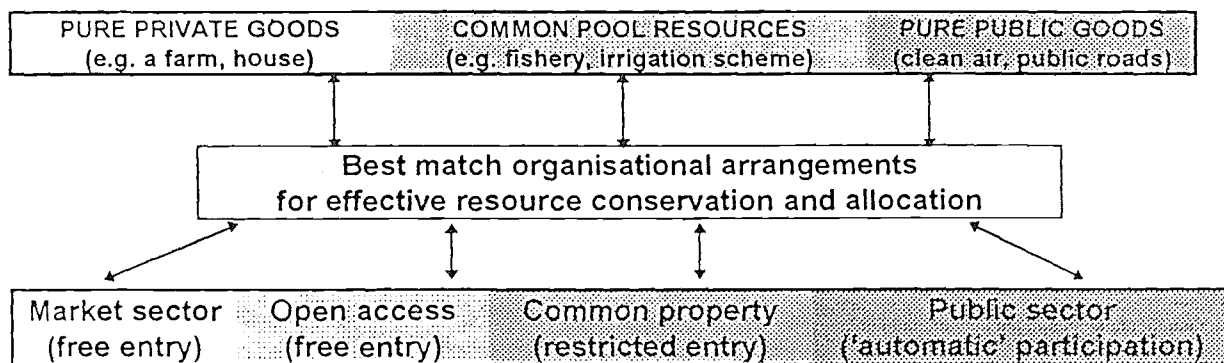 PURE PRIVATE GOODS
(e.g. a farm, house)
COMMON POOL RESOURCES
(e.g. fishery, irrigation scheme)
PURE PUBLIC GOODS
(clean air, public roads)
Best match organisational arrangements
for effective resource conservation and allocation
Market sector
(free entry)
Open access
(free entry)
Common property
(restricted entry)
Public sector
('automatic' participation)